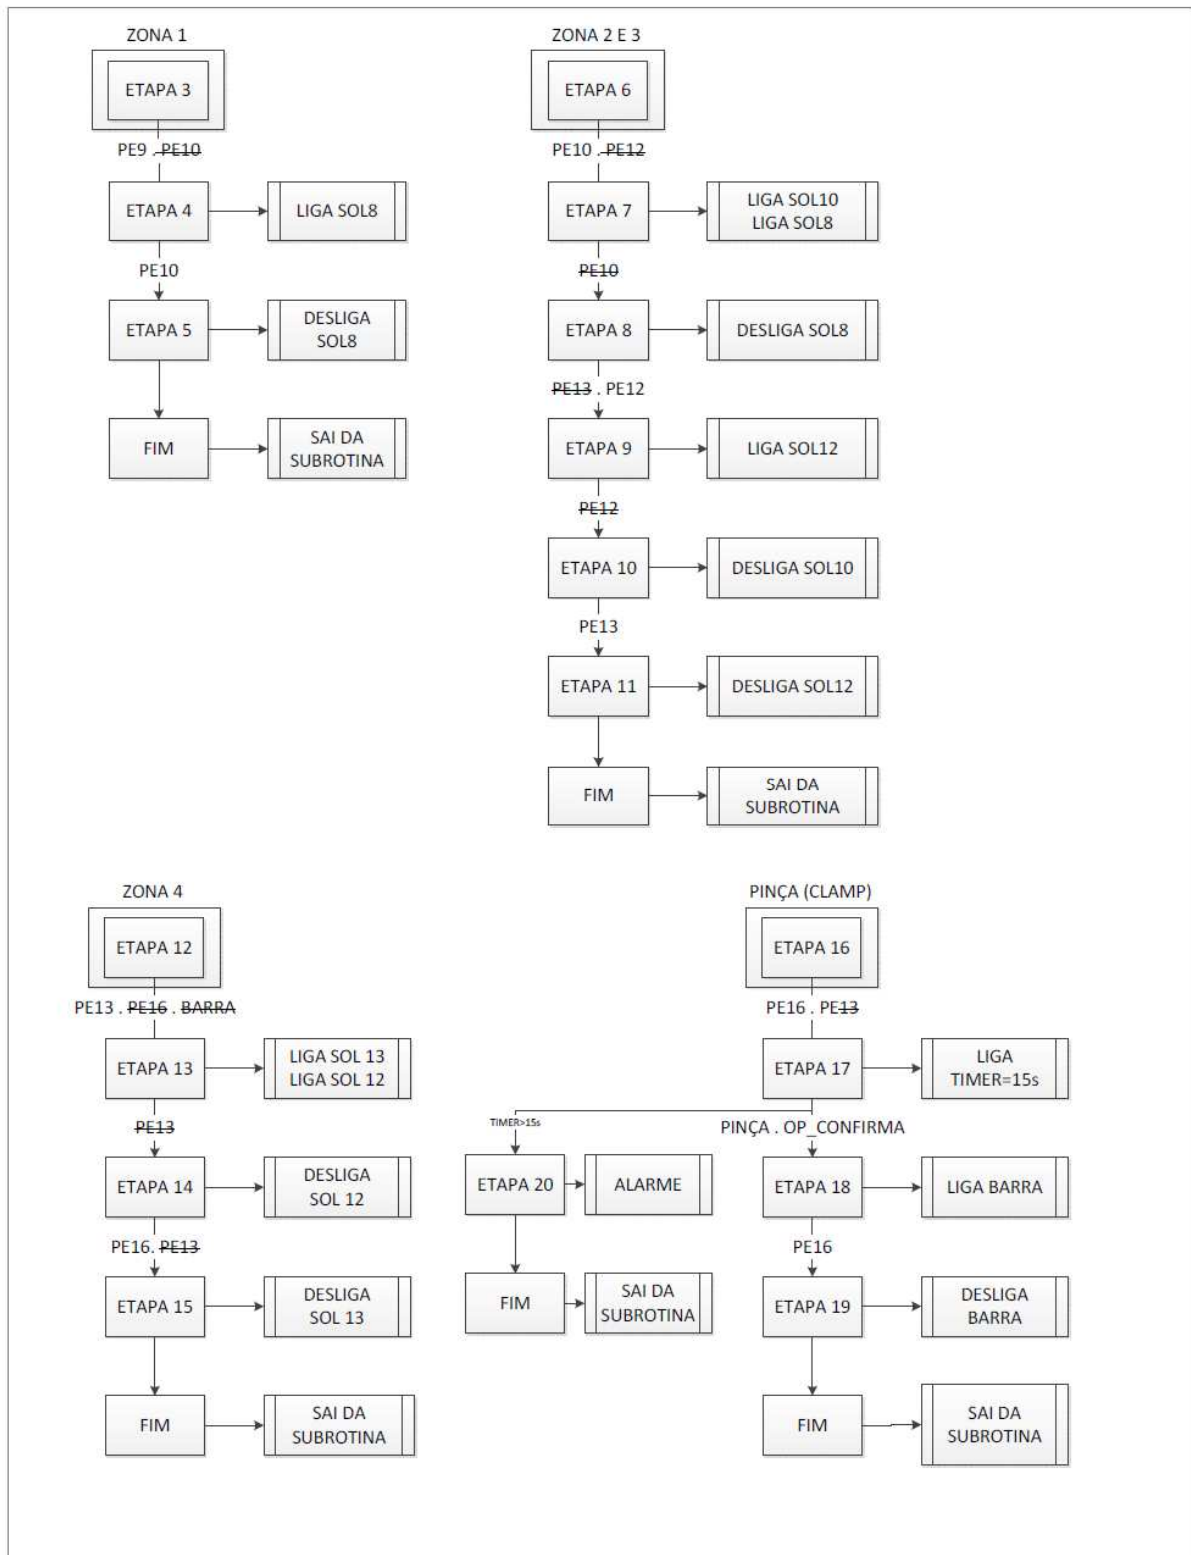 ZONA 1
ETAPA 3
PE9 . PE10
ETAPA 4
LIGA SOL8
PE10
ETAPA 5
DESLIGA
SOL8
FIM
SAI DA
SUBROTINA
ZONA 2 E 3
ETAPA 6
PE10 . PE12
ETAPA 7
LIGA SOL10
LIGA SOL8
PE10
ETAPA 8
DESLIGA SOL8
PE13 . PE12
ETAPA 9
LIGA SOL12
PE12
ETAPA 10
DESLIGA SOL10
PE13
ETAPA 11
DESLIGA SOL12
FIM
SAI DA
SUBROTINA
ZONA 4
ETAPA 12
PE13 . PE16 . BARRA
ETAPA 13
LIGA SOL 13
LIGA SOL 12
PE13
ETAPA 14
DESLIGA
SOL 12
PE16. PE13
ETAPA 15
DESLIGA
SOL 13
FIM
SAI DA
SUBROTINA
PINÇA (CLAMP)
ETAPA 16
PE16 . PE13
ETAPA 17
LIGA
TIMER=15s
TIMER>15s
ETAPA 20
ALARME
FIM
SAI DA
SUBROTINA
PINÇA . OP_CONFIRMA
ETAPA 18
LIGA BARRA
PE16
ETAPA 19
DESLIGA
BARRA
FIM
SAI DA
SUBROTINA